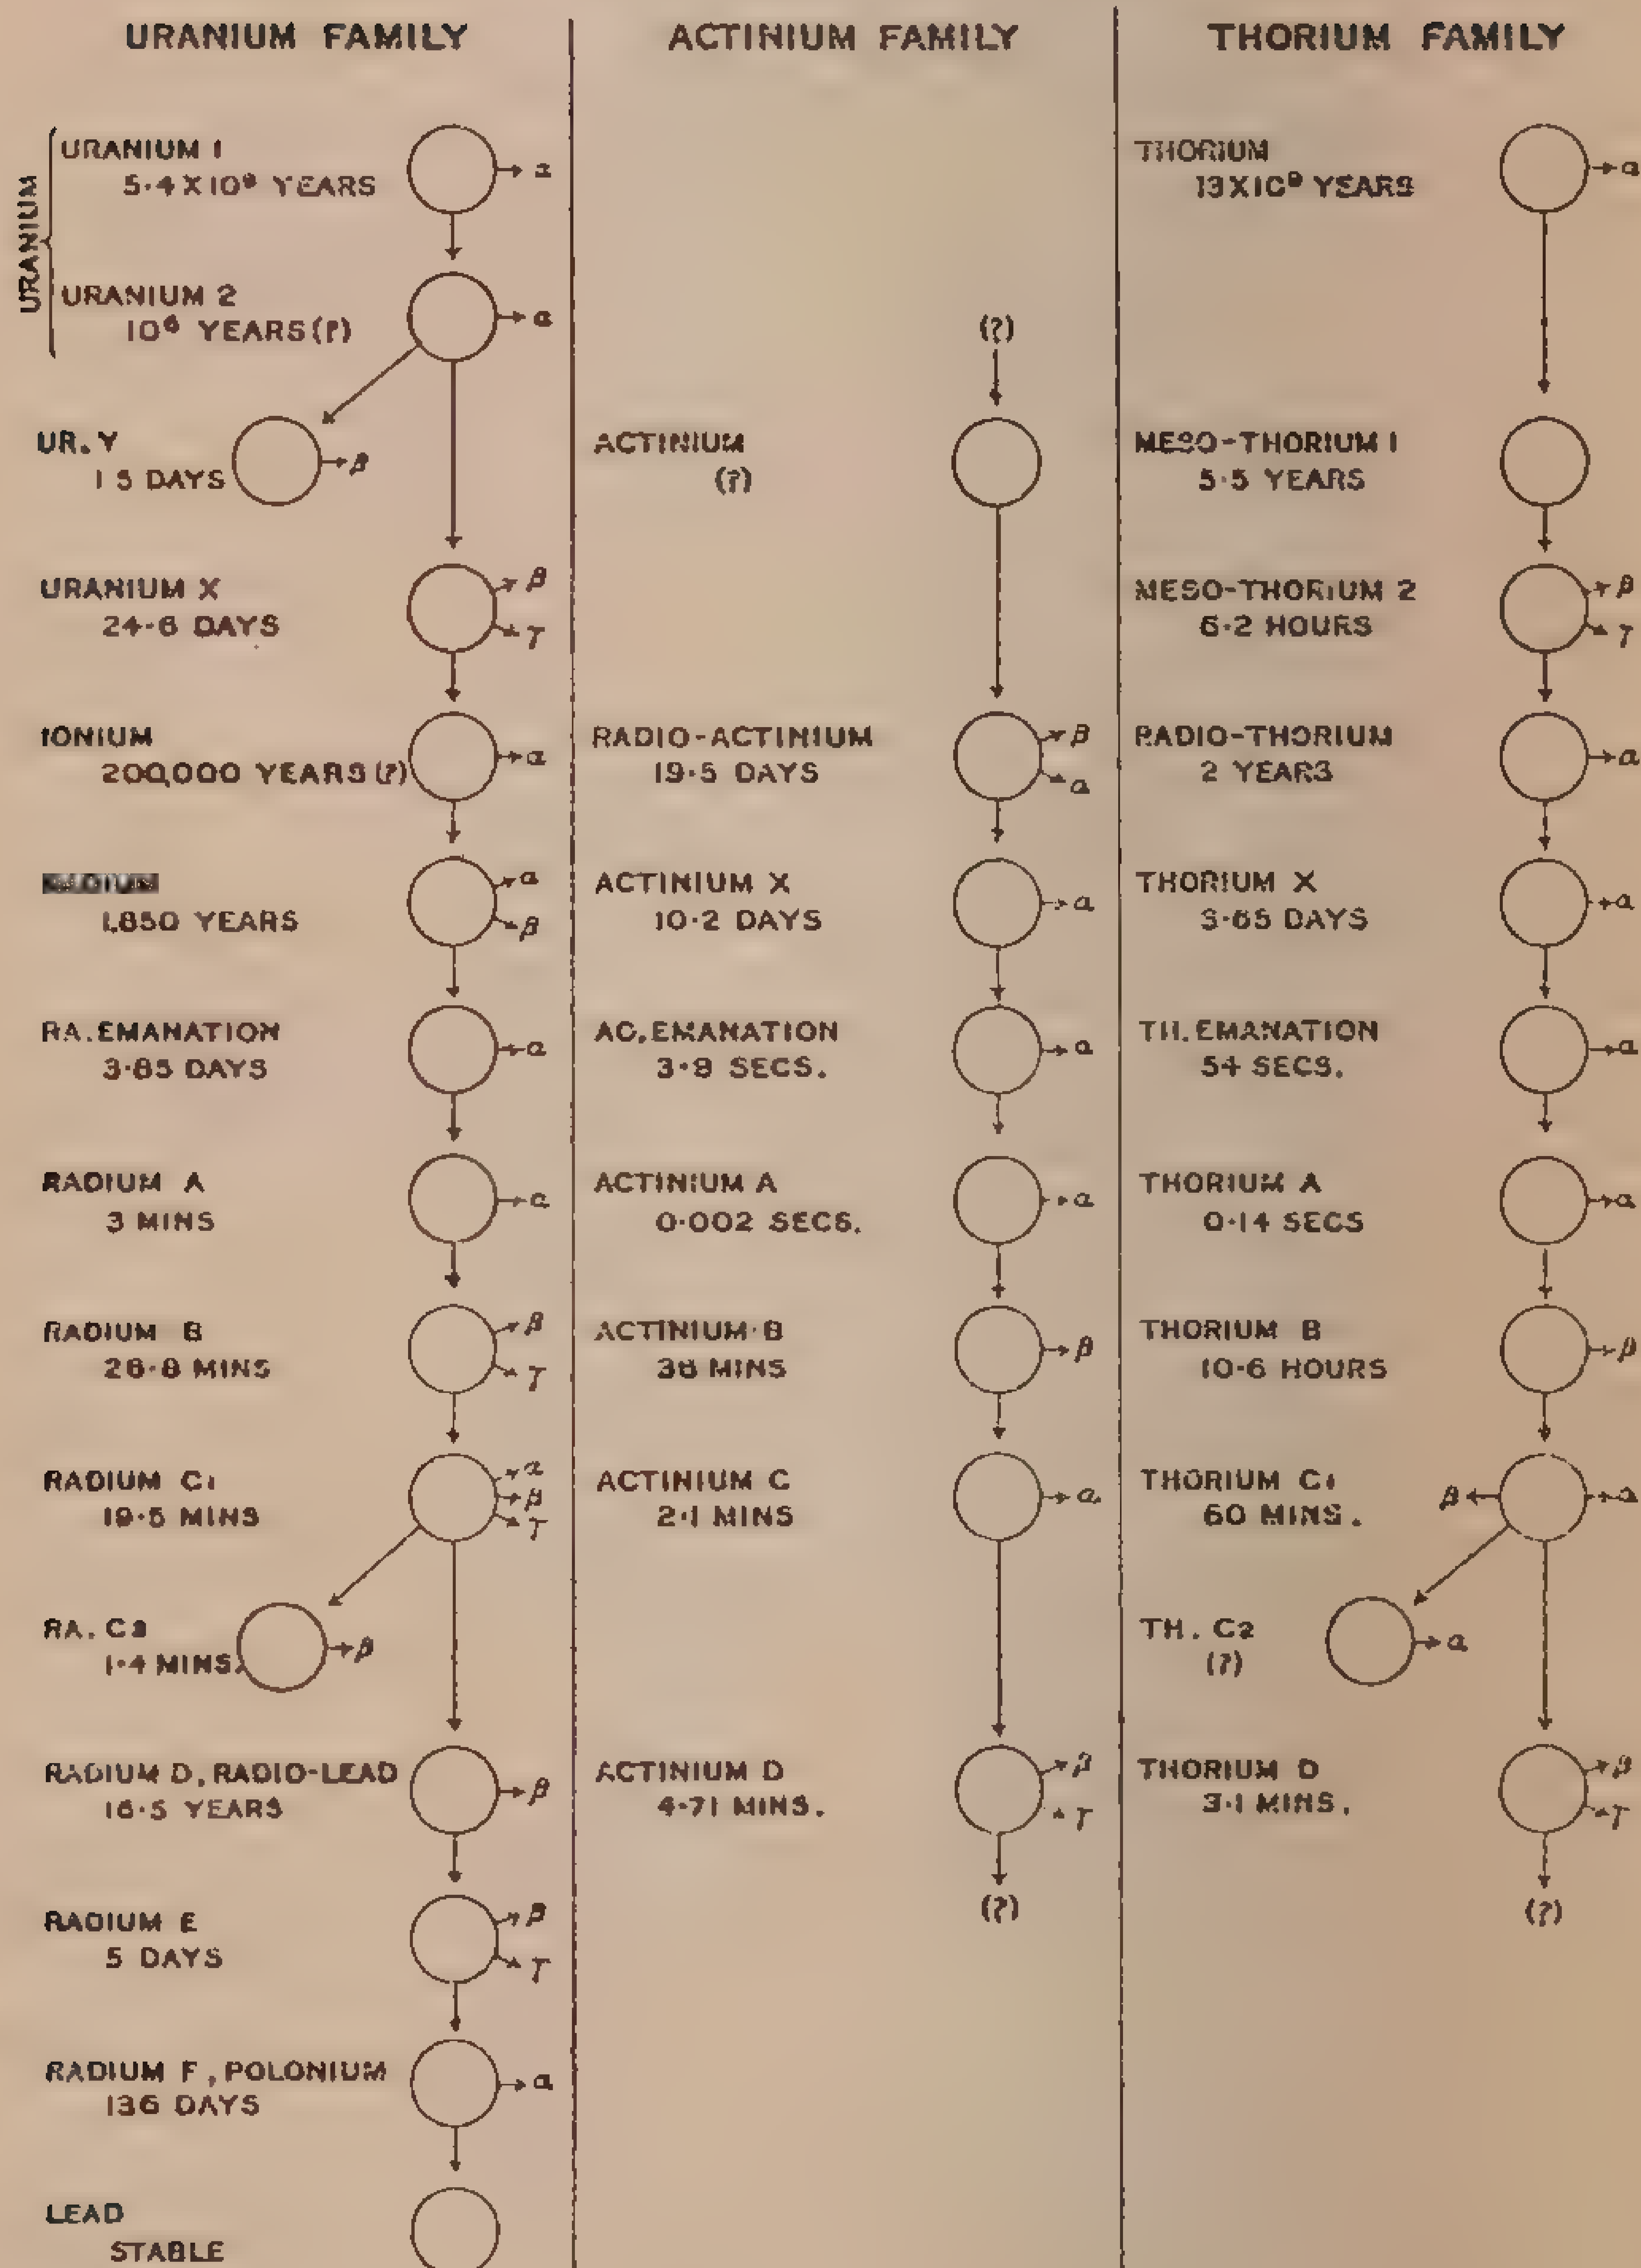 URANIUM FAMILY
URANIUM
URANIUM 1
5·4 X 10⁹ YEARS
α
URANIUM 2
10⁶ YEARS (?)
α
UR. Y
1 5 DAYS
β
URANIUM X
24·6 DAYS
β
γ
IONIUM
200,000 YEARS (?)
α
1,850 YEARS
α
β
RA. EMANATION
3·85 DAYS
α
RADIUM A
3 MINS
α
RADIUM B
26·8 MINS
β
γ
RADIUM C₁
19·5 MINS
α
β
γ
RA. C₂
1·4 MINS.
β
RADIUM D, RADIO-LEAD
16·5 YEARS
β
RADIUM E
5 DAYS
β
γ
RADIUM F, POLONIUM
136 DAYS
α
LEAD
STABLE
ACTINIUM FAMILY
(?)
ACTINIUM
(?)
RADIO-ACTINIUM
19·5 DAYS
β
α
ACTINIUM X
10·2 DAYS
α
AC. EMANATION
3·9 SECS.
α
ACTINIUM A
0·002 SECS.
α
ACTINIUM·B
36 MINS
β
ACTINIUM C
2·1 MINS
α
ACTINIUM D
4·71 MINS.
β
γ
(?)
THORIUM FAMILY
THORIUM
13 X 10⁹ YEARS
α
MESO-THORIUM 1
5·5 YEARS
MESO-THORIUM 2
6·2 HOURS
β
γ
RADIO-THORIUM
2 YEARS
α
THORIUM X
3·65 DAYS
α
TH. EMANATION
54 SECS.
α
THORIUM A
0·14 SECS
α
THORIUM B
10·6 HOURS
β
THORIUM C₁
60 MINS.
β
α
TH. C₂
(?)
α
THORIUM D
3·1 MINS.
β
γ
(?)